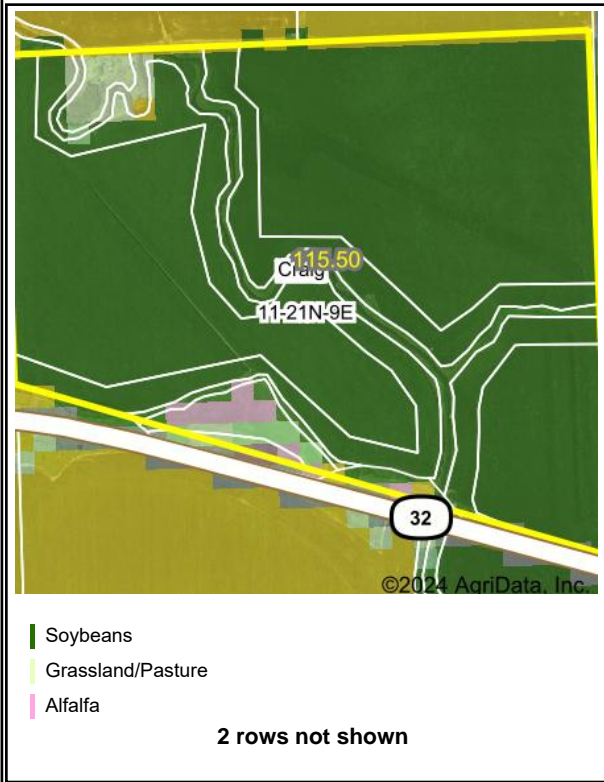 115.50
Craig
11-21N-9E
32
©2024 AgriData, Inc.
Soybeans
Grassland/Pasture
Alfalfa
2 rows not shown